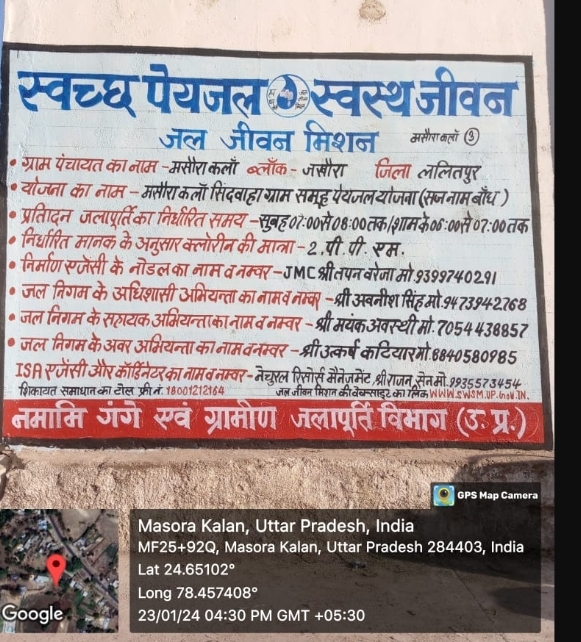 स्वच्छ पेयजल स्वस्थ जीवन
जल जीवन मिशन मसौरा कलाँ ③
• ग्राम पंचायत का नाम - मसौरा कलाँ ब्लॉक - जखौरा जिला ललितपुर
• योजना का नाम - मसौरा कलाँ सिंदवाहा ग्राम समूह पेयजल योजना (सजनाम बाँध)
• प्रतिदिन जलापूर्ति का निर्धारित समय - सुबह 07:00 से 08:00 तक / शाम के 06:00 से 07:00 तक
• निर्धारित मानक के अनुसार क्लोरीन की मात्रा - 2. पी. पी. एम.
• निर्माण एजेंसी के नोडल का नाम व नम्बर - JMC श्री तपन वरेजा मो. 9399740291
• जल निगम के अधिशासी अभियन्ता का नाम व नम्बर - श्री अवनीश सिंह मो. 9473942768
• जल निगम के सहायक अभियन्ता का नाम व नम्बर - श्री मयंक अवस्थी मो. 7054438857
• जल निगम के अवर अभियन्ता का नाम व नम्बर - श्री उत्कर्ष कटियार मो. 8840580985
ISA एजेंसी और कॉर्डिनेटर का नाम व नम्बर - नेचुरल रिसोर्स मैनेजमेंट, श्री राजन सेन मो. 9935573454
शिकायत समाधान का टोल फ्री नं. 18001212164 जल जीवन मिशन की वेबसाइट का लिंक WWW.SWSM.UP.GOV.IN.
नमामि गंगे एवं ग्रामीण जलापूर्ति विभाग (उ. प्र.)
GPS Map Camera
Masora Kalan, Uttar Pradesh, India
MF25+92Q, Masora Kalan, Uttar Pradesh 284403, India
Lat 24.65102°
Long 78.457408°
23/01/24 04:30 PM GMT +05:30
Google